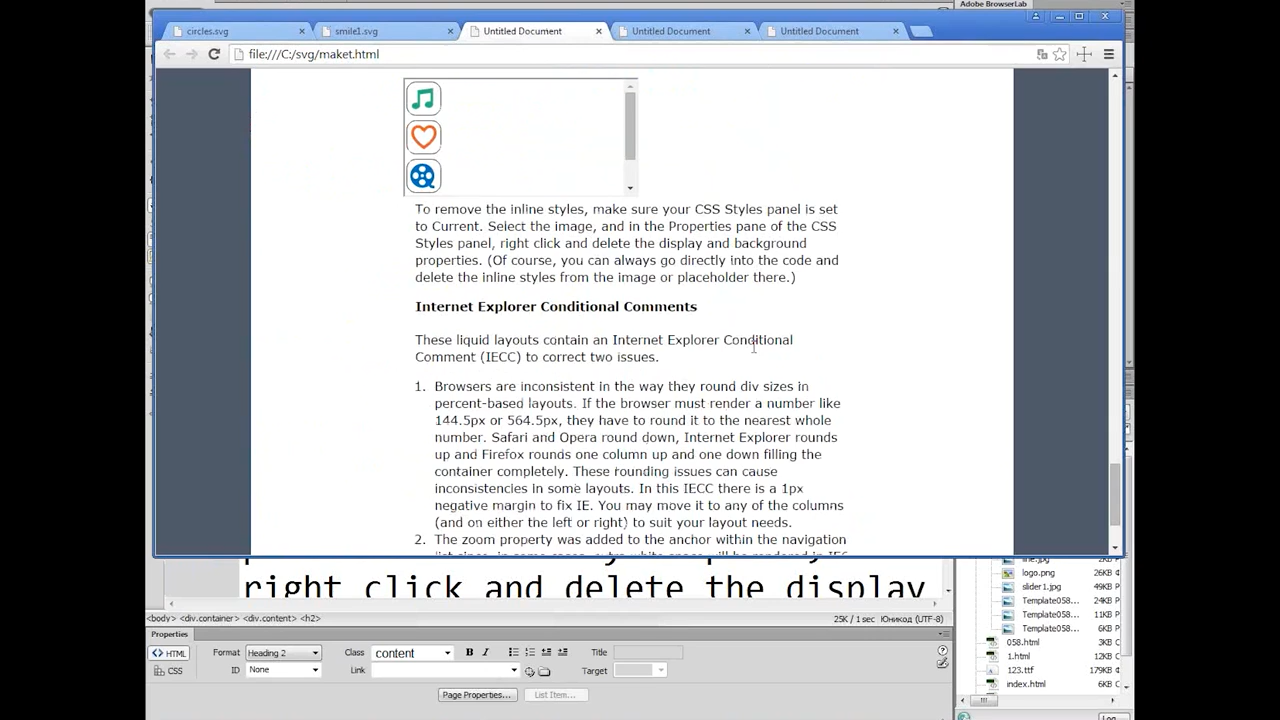 Adobe BrowserLab
circles.svg
smile1.svg
Untitled Document
Untitled Document
Untitled Document
file:///C:/svg/maket.html
To remove the inline styles, make sure your CSS Styles panel is set
to Current. Select the image, and in the Properties pane of the CSS
Styles panel, right click and delete the display and background
properties. (Of course, you can always go directly into the code and
delete the inline styles from the image or placeholder there.)
Internet Explorer Conditional Comments
These liquid layouts contain an Internet Explorer Conditional
Comment (IECC) to correct two issues.
1. Browsers are inconsistent in the way they round div sizes in
percent-based layouts. If the browser must render a number like
144.5px or 564.5px, they have to round it to the nearest whole
number. Safari and Opera round down, Internet Explorer rounds
up and Firefox rounds one column up and one down filling the
container completely. These rounding issues can cause
inconsistencies in some layouts. In this IECC there is a 1px
negative margin to fix IE. You may move it to any of the columns
(and on either the left or right) to suit your layout needs.
2. The zoom property was added to the anchor within the navigation
right click and delete the display
line.jpg 2KB
logo.png 26KB P
slider1.jpg 49KB P
Template058... 24KB P
Template058... 11KB P
Template058... 6KB P
058.html 3KB P
1.html 12KB P
123.ttf 26KB P
index.html 6KB P
<body> <div.container> <div.content> <h2>
25K / 1 sec Юникод (UTF-8)
Properties
<> HTML Format Heading 2 Class content B I Title
CSS ID None Link Target
Page Properties... List Item...
Log...